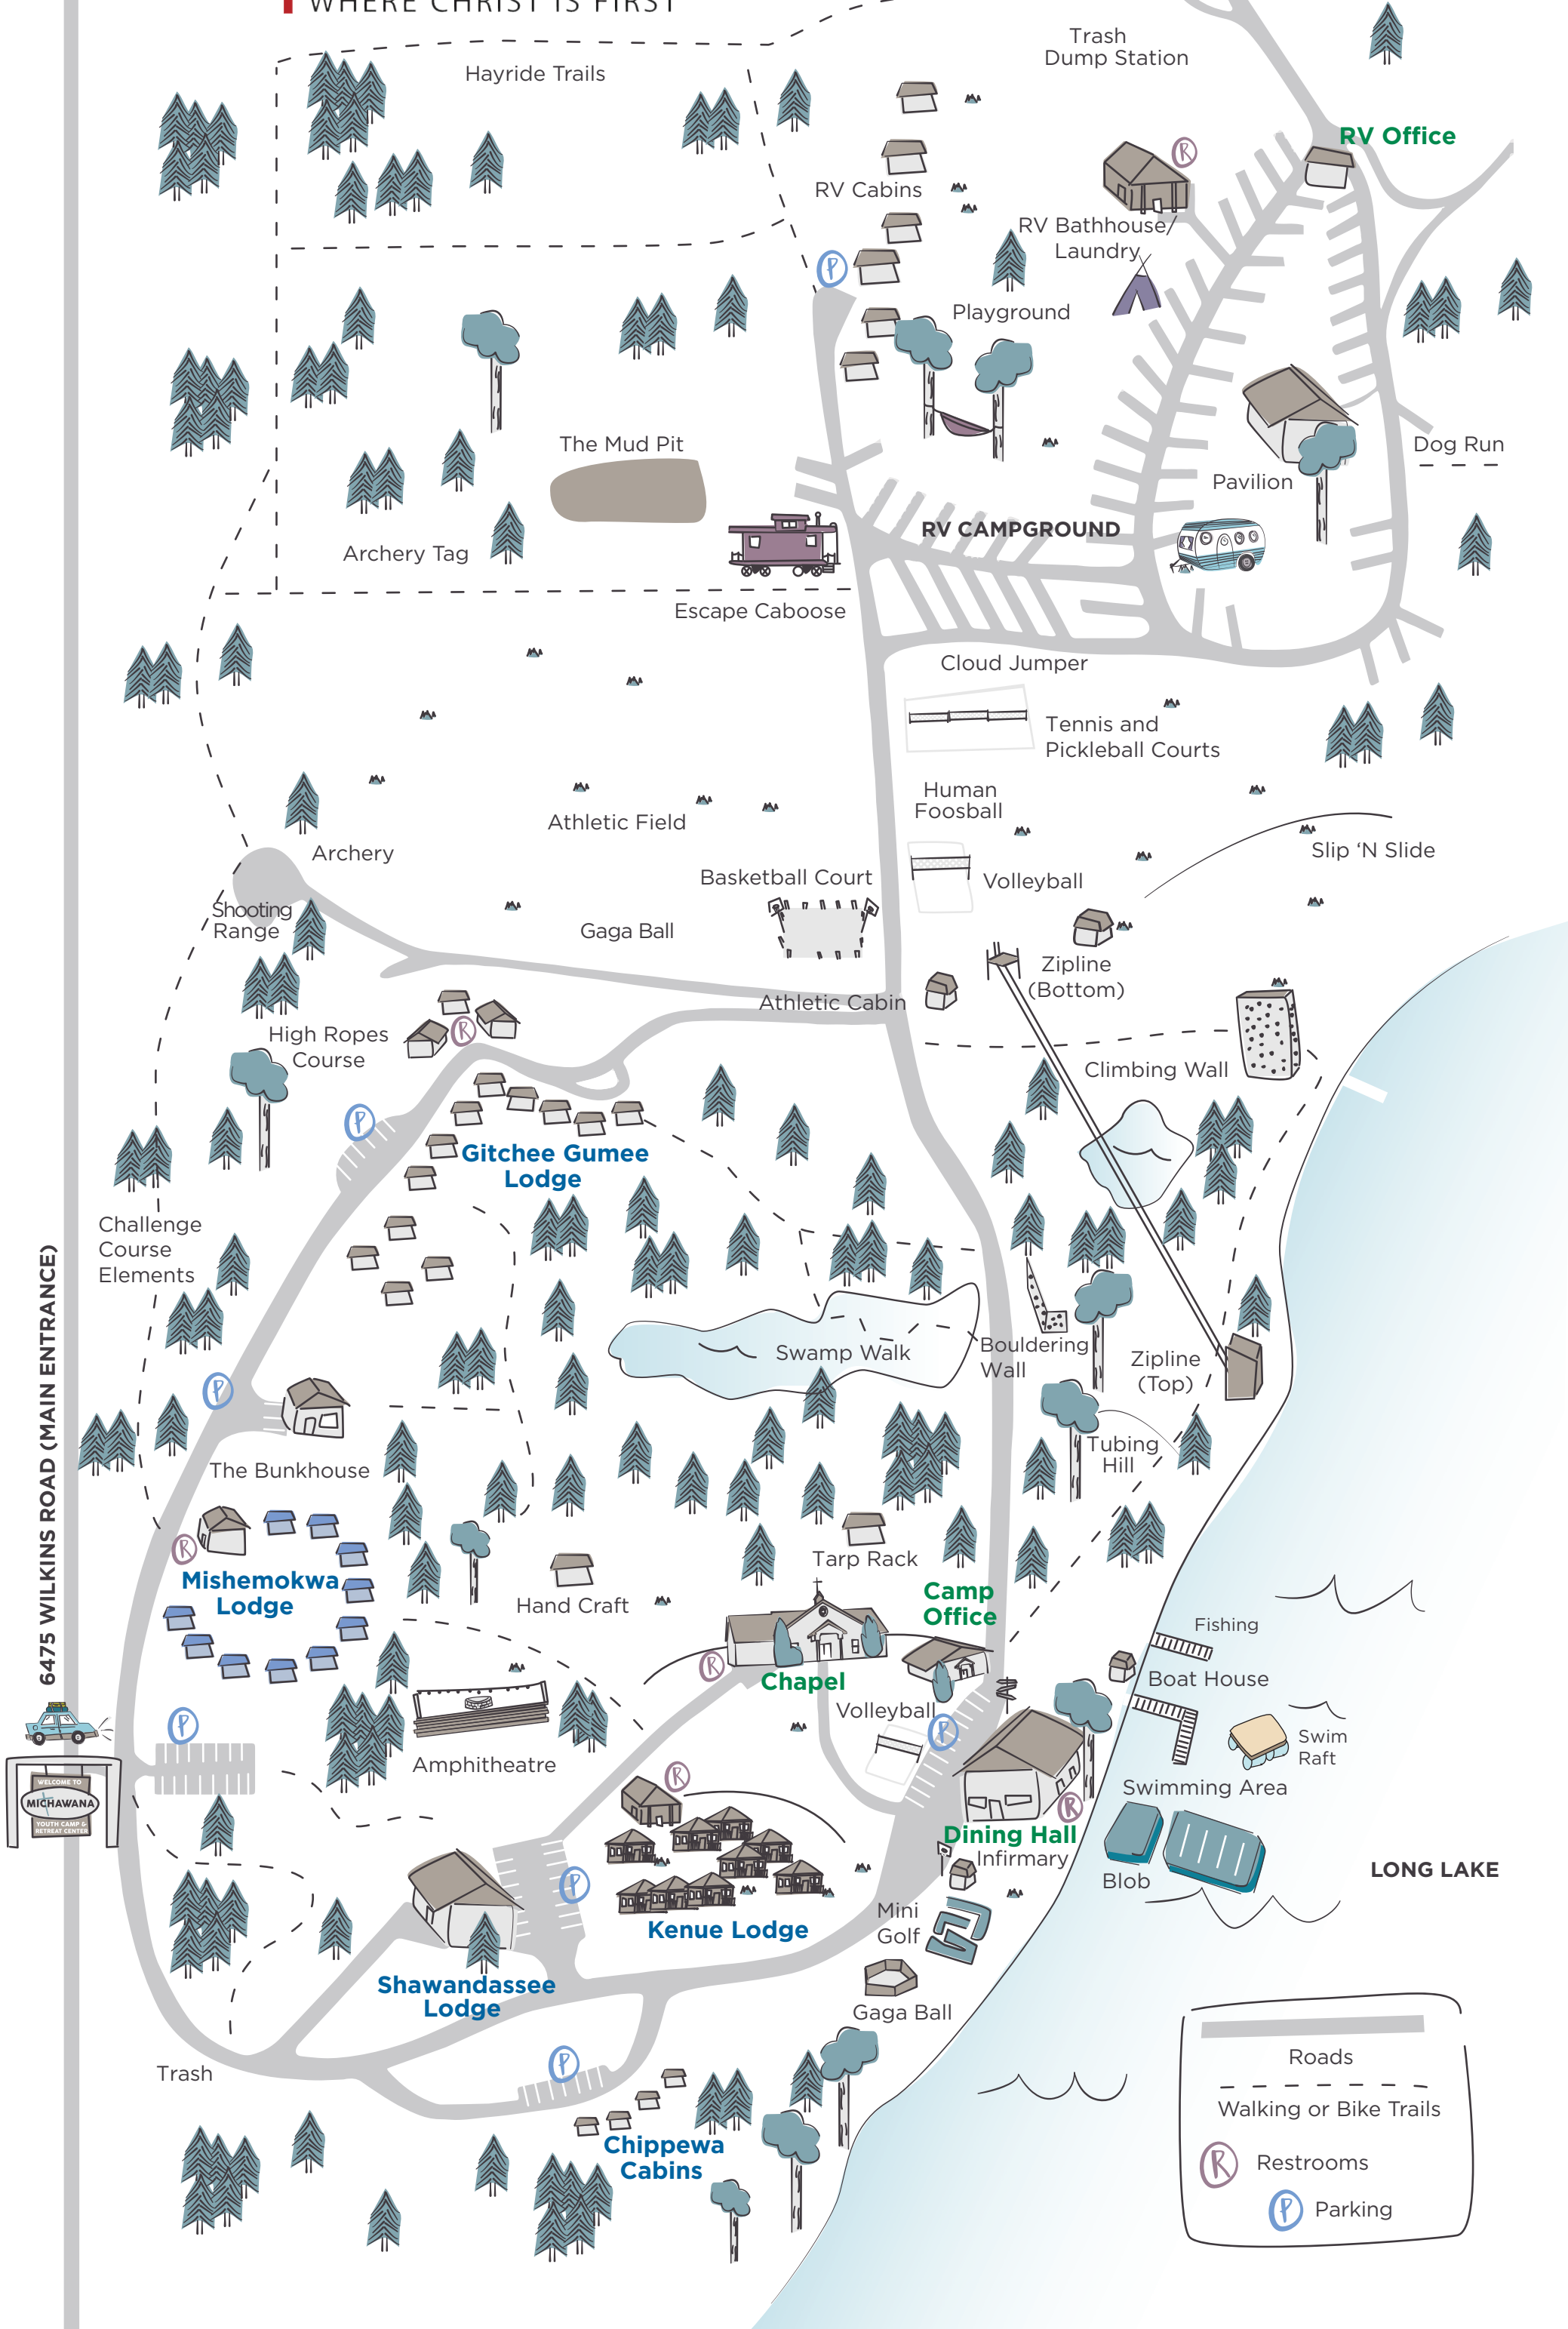 WHERE CHRIST IS FIRST
Hayride Trails
Trash
Dump Station
RV Office
RV Cabins
R
RV Bathhouse/
Laundry
P
Playground
The Mud Pit
Dog Run
Pavilion
Archery Tag
RV CAMPGROUND
Escape Caboose
Cloud Jumper
Tennis and
Pickleball Courts
Human
Foosball
Athletic Field
Slip ‘N Slide
Archery
Basketball Court
Volleyball
Shooting
Range
Gaga Ball
Zipline
(Bottom)
Athletic Cabin
High Ropes
Course
R
Climbing Wall
P
Gitchee Gumee
Lodge
Challenge
Course
Elements
Swamp Walk
Bouldering
Wall
Zipline
(Top)
P
Tubing
Hill
The Bunkhouse
6475 WILKINS ROAD (MAIN ENTRANCE)
R
Mishemokwa
Lodge
Tarp Rack
Hand Craft
Camp
Office
Fishing
R
Chapel
Boat House
Volleyball
P
P
Swim
Raft
Amphitheatre
R
Swimming Area
WELCOME TO
MICHAWANA
YOUTH CAMP &
RETREAT CENTER
R
Dining Hall
Infirmary
Blob
LONG LAKE
P
Mini
Golf
Kenue Lodge
Shawandassee
Lodge
Gaga Ball
Trash
P
Chippewa
Cabins
Roads
Walking or Bike Trails
R Restrooms
P Parking